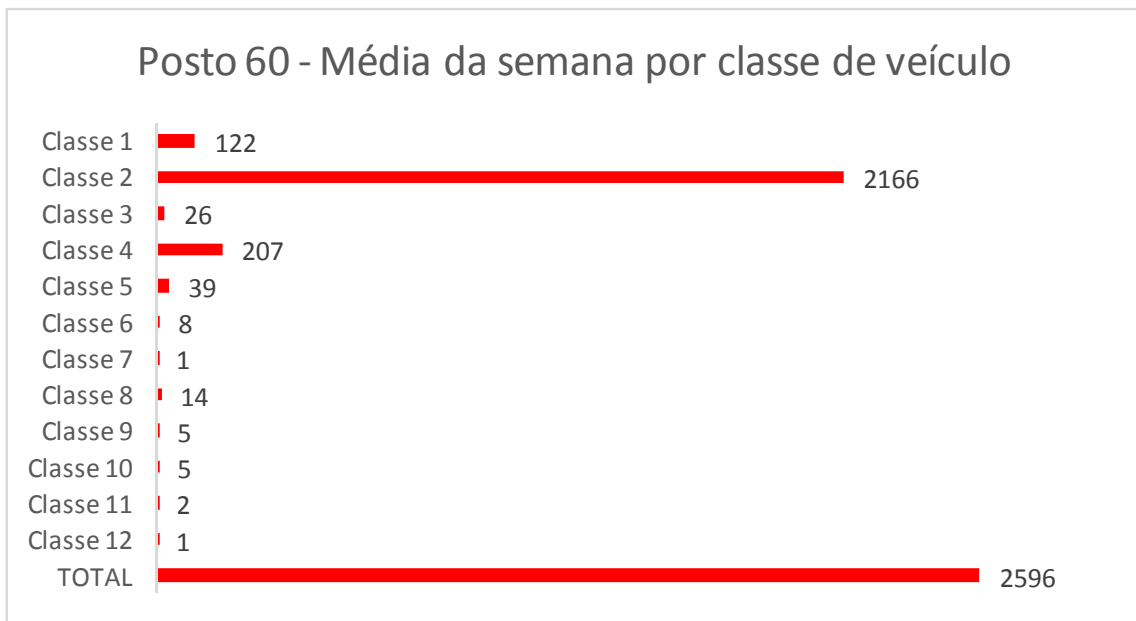 Posto 60 - Média da semana por classe de veículo
Classe 1 122
Classe 2 2166
Classe 3 26
Classe 4 207
Classe 5 39
Classe 6 8
Classe 7 1
Classe 8 14
Classe 9 5
Classe 10 5
Classe 11 2
Classe 12 1
TOTAL 2596